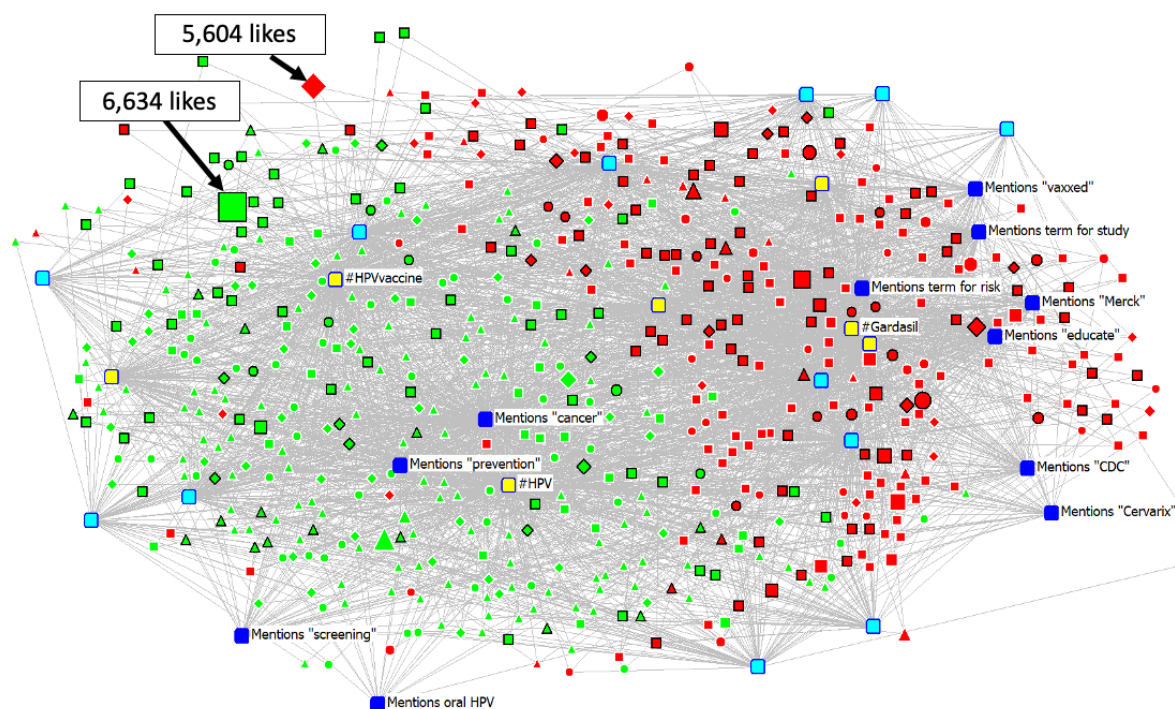 5,604 likes
6,634 likes
Mentions "vaxxed"
Mentions term for study
#HPVvaccine
Mentions term for risk
Mentions "Merck"
#Gardasil
Mentions "educate"
Mentions "cancer"
Mentions "prevention"
Mentions "CDC"
#HPV
Mentions "Cervarix"
Mentions "screening"
Mentions oral HPV